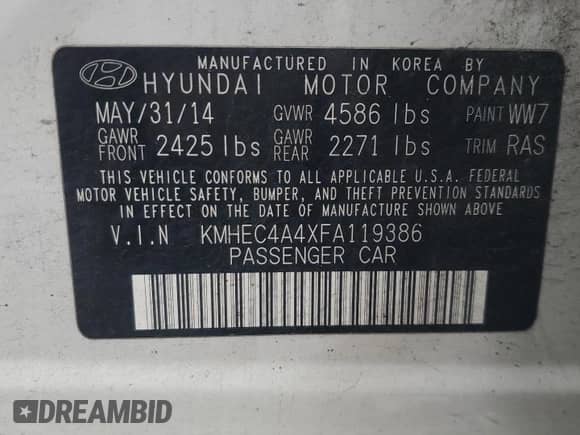 MANUFACTURED IN KOREA BY
HYUNDAI MOTOR COMPANY
MAY/31/14 GVWR 4586 lbs PAINT WW7
GAWR FRONT 2425 lbs GAWR REAR 2271 lbs TRIM RAS
THIS VEHICLE CONFORMS TO ALL APPLICABLE U.S.A. FEDERAL
MOTOR VEHICLE SAFETY, BUMPER, AND THEFT PREVENTION STANDARDS
IN EFFECT ON THE DATE OF MANUFACTURE SHOWN ABOVE.
V.I.N KMHEC4A4XFA119386
PASSENGER CAR
DREAMBID